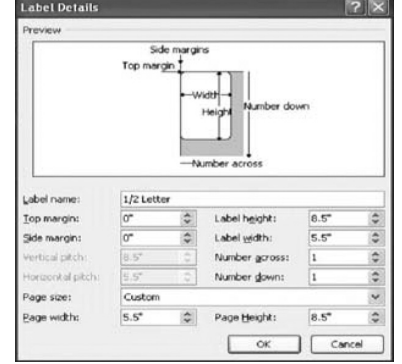 Label Details
Preview
Side margins
Top margin
Width
Height
Number down
Number across
Label name: 1/2 Letter
Top margin: 0" Label height: 8.5"
Side margin: 0" Label width: 5.5"
Vertical pitch: 8.5" Number across: 1
Horizontal pitch: 5.5" Number down: 1
Page size: Custom
Page width: 5.5" Page Height: 8.5"
OK Cancel